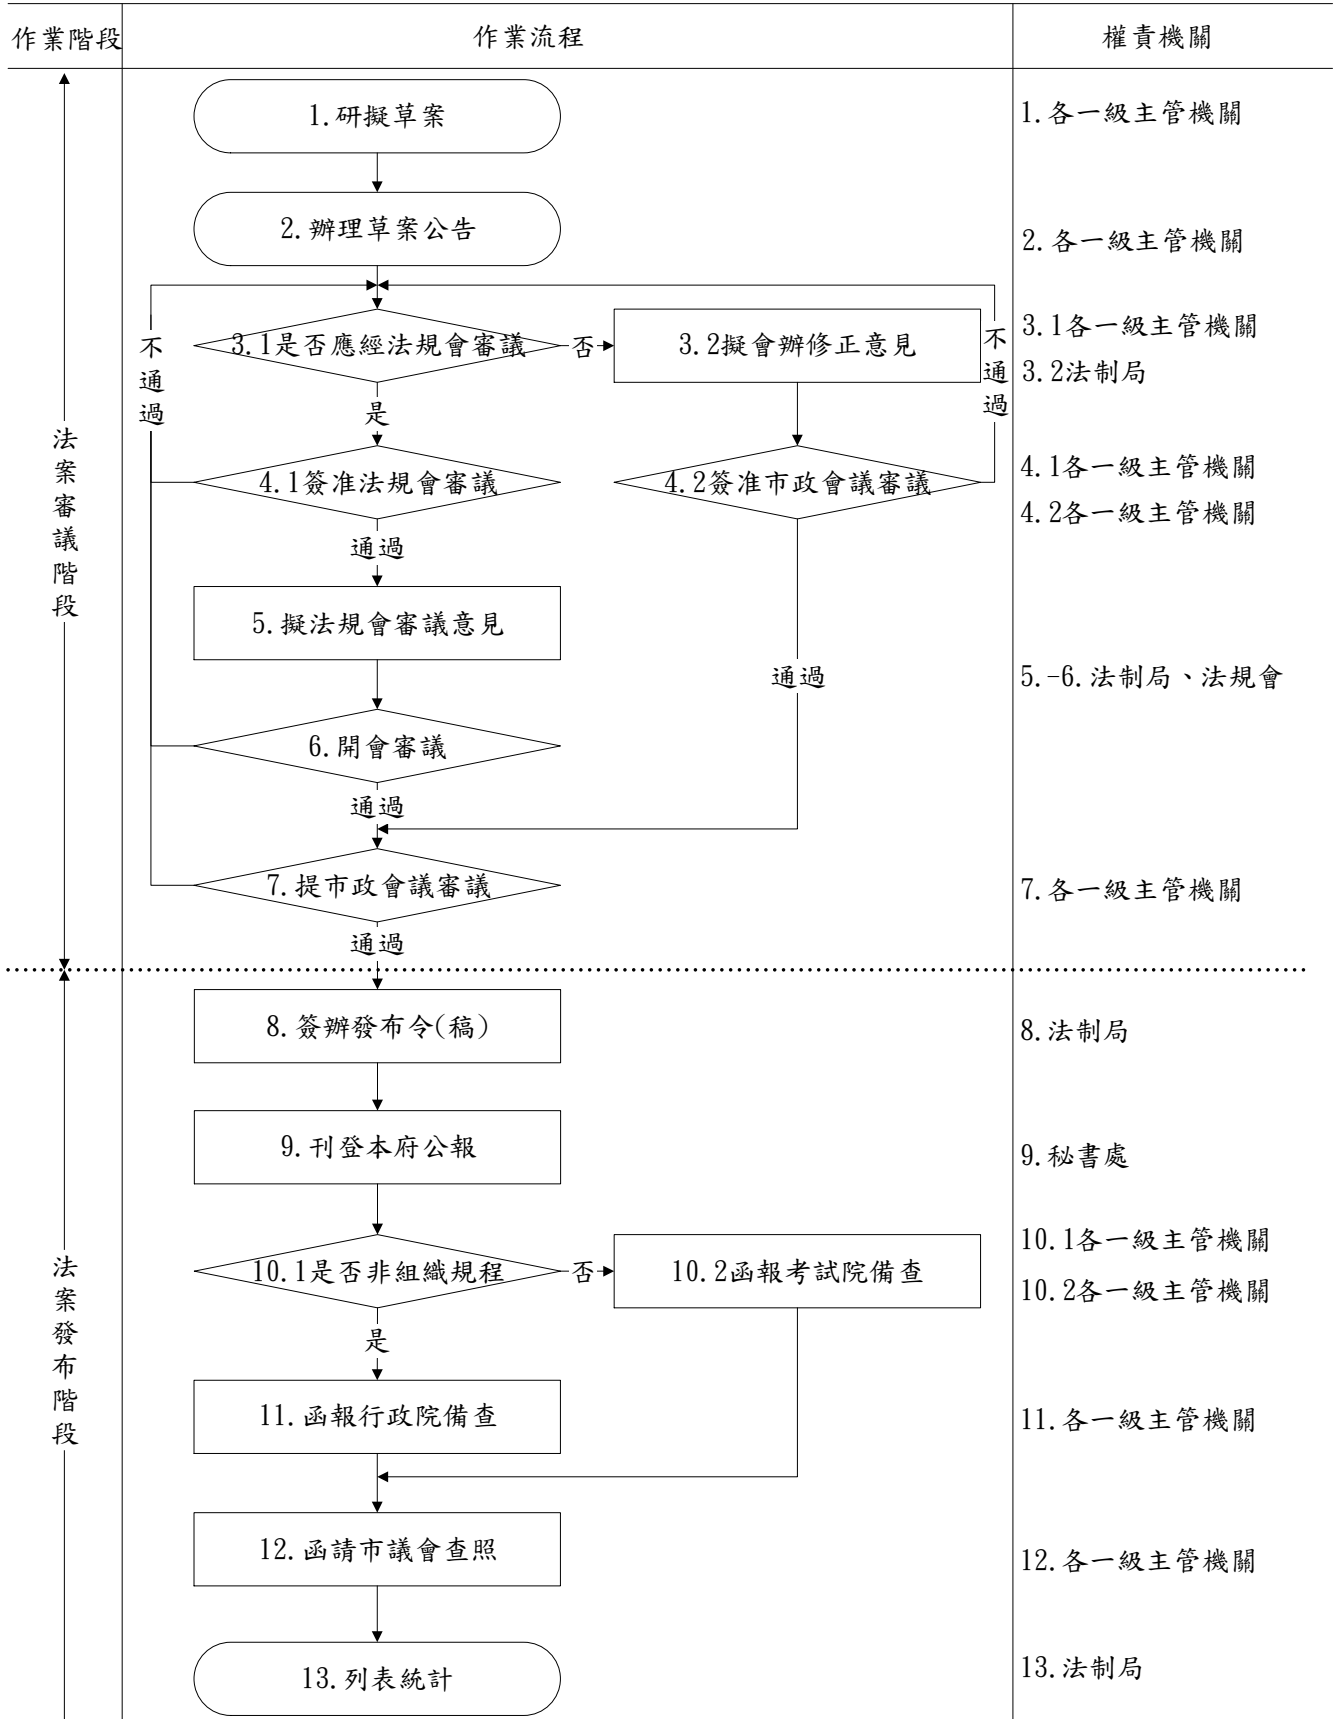 作業階段
作業流程
權責機關
1.研擬草案
1.各一級主管機關
2.辦理草案公告
2.各一級主管機關
不通過
3.1是否應經法規會審議
否
3.2擬會辦修正意見
不通過
3.1各一級主管機關
3.2法制局
是
法案審議階段
4.1簽准法規會審議
4.2簽准市政會議審議
4.1各一級主管機關
4.2各一級主管機關
通過
5.擬法規會審議意見
通過
5.-6.法制局、法規會
6.開會審議
通過
7.提市政會議審議
7.各一級主管機關
通過
8.簽辦發布令(稿)
8.法制局
9.刊登本府公報
9.秘書處
法案發布階段
10.1是否非組織規程
否
10.2函報考試院備查
10.1各一級主管機關
10.2各一級主管機關
是
11.函報行政院備查
11.各一級主管機關
12.函請市議會查照
12.各一級主管機關
13.列表統計
13.法制局